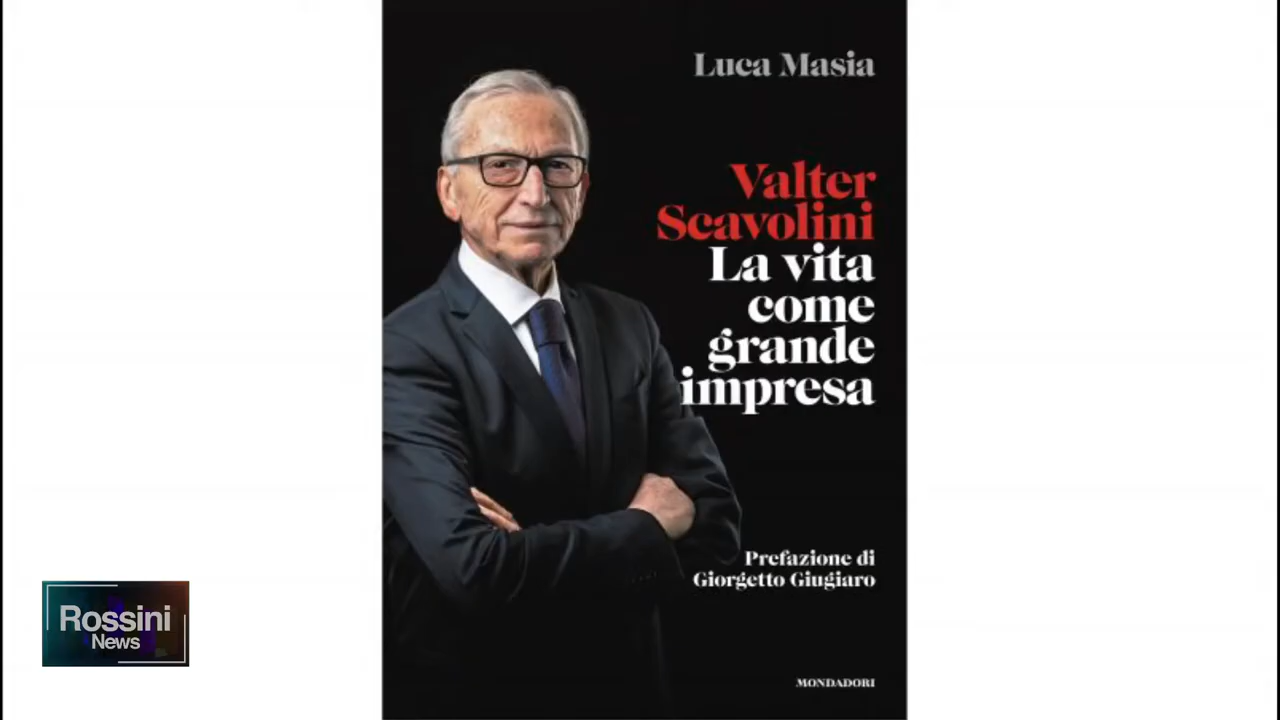 Luca Masia
Valter
Scavolini
La vita
come
grande
impresa
Prefazione di
Giorgetto Giugiaro
MONDADORI
Rossini
News